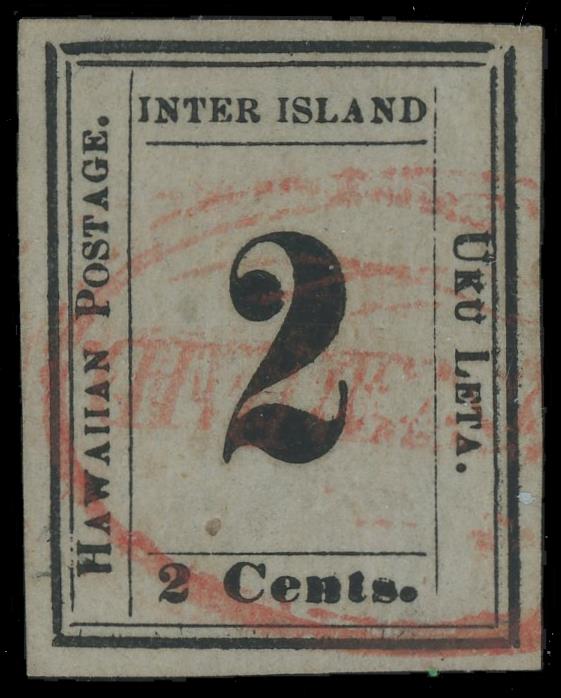 INTER ISLAND
HAWAIIAN POSTAGE.
2
UKU LETA.
2 Cents.